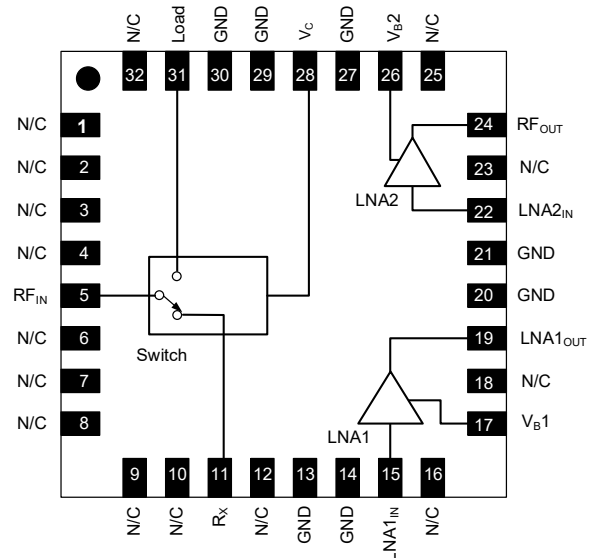 N/C Load GND GND V_C GND V_B2 N/C
32 31 30 29 28 27 26 25
N/C 1
N/C 2
N/C 3
N/C 4
RF_IN 5
N/C 6
N/C 7
N/C 8
24 RF_OUT
23 N/C
22 LNA2_IN
21 GND
20 GND
19 LNA1_OUT
18 N/C
17 V_B1
LNA2
Switch
LNA1
9 10 11 12 13 14 15 16
N/C N/C R_X N/C GND GND LNA1_IN N/C